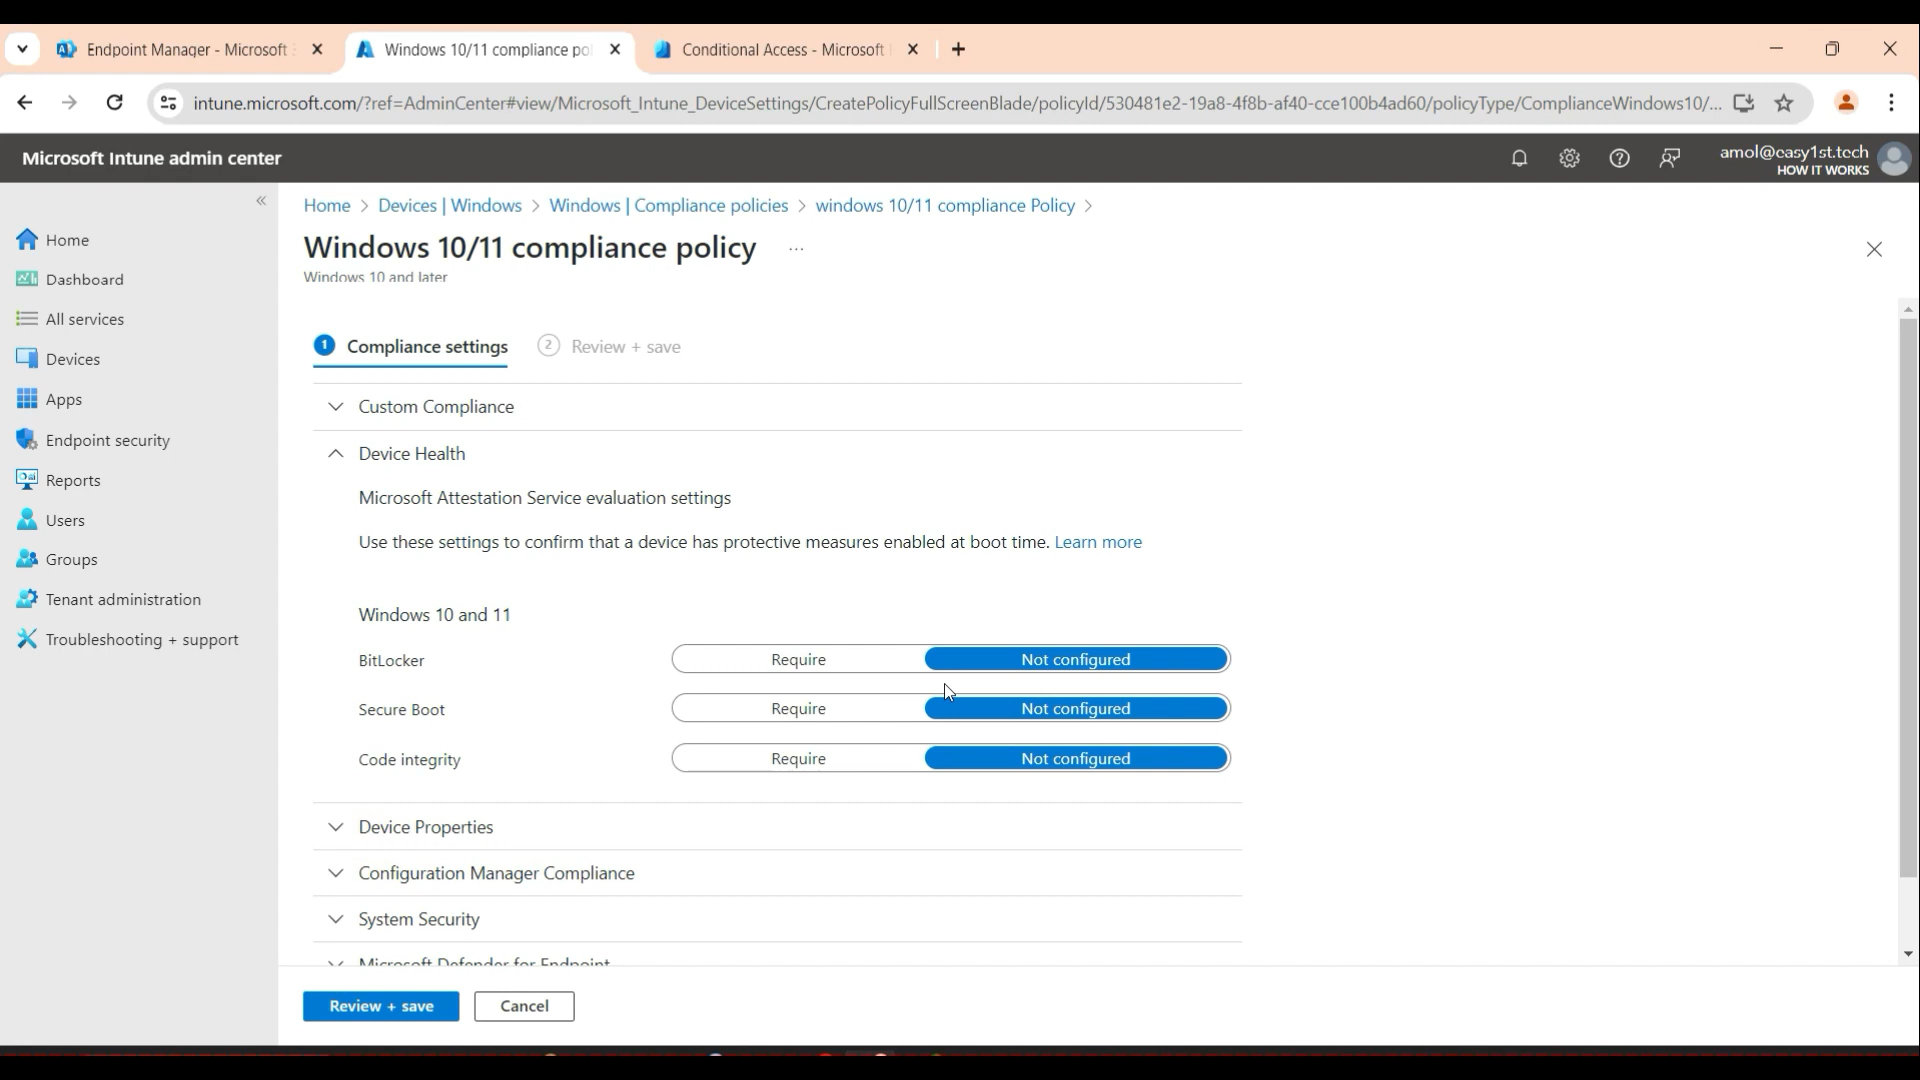 Endpoint Manager - Microsoft
Windows 10/11 compliance pol
Conditional Access - Microsoft
intune.microsoft.com/?ref=AdminCenter#view/Microsoft_Intune_DeviceSettings/CreatePolicyFullScreenBlade/policyId/530481e2-19a8-4f8b-af40-cce100b4ad60/policyType/ComplianceWindows10/...
Microsoft Intune admin center
amol@easy1st.tech
HOW IT WORKS
Home
Dashboard
All services
Devices
Apps
Endpoint security
Reports
Users
Groups
Tenant administration
Troubleshooting + support
Home > Devices | Windows > Windows | Compliance policies > windows 10/11 compliance Policy >
Windows 10/11 compliance policy ...
Windows 10 and later
1 Compliance settings 2 Review + save
Custom Compliance
Device Health
Microsoft Attestation Service evaluation settings
Use these settings to confirm that a device has protective measures enabled at boot time. Learn more
Windows 10 and 11
BitLocker Require Not configured
Secure Boot Require Not configured
Code integrity Require Not configured
Device Properties
Configuration Manager Compliance
System Security
Microsoft Defender for Endpoint
Review + save Cancel